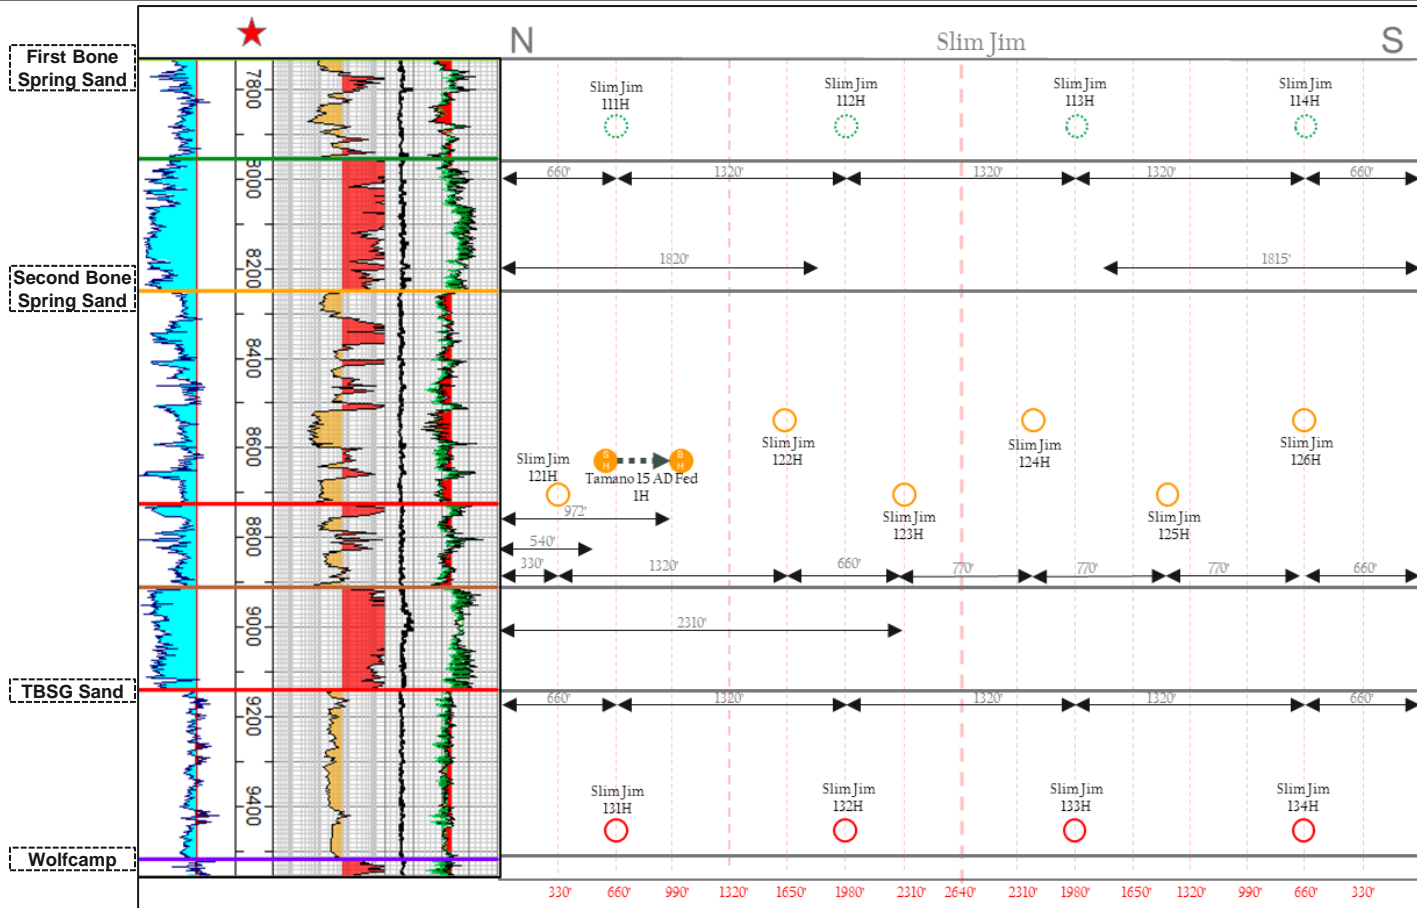 N
Slim Jim
S
First Bone
Spring Sand
Second Bone
Spring Sand
TBSG Sand
Wolfcamp
7800
8000
8200
8400
8600
8800
9000
9200
9400
Slim Jim
111H
Slim Jim
112H
Slim Jim
113H
Slim Jim
114H
660'
1320'
1320'
1320'
660'
1820'
1815'
Slim Jim
121H
S
H
B
H
Tamano 15 AD Fed
1H
Slim Jim
122H
Slim Jim
123H
Slim Jim
124H
Slim Jim
125H
Slim Jim
126H
972'
540'
330'
1320'
660'
770'
770'
770'
660'
2310'
660'
1320'
1320'
1320'
660'
Slim Jim
131H
Slim Jim
132H
Slim Jim
133H
Slim Jim
134H
330'
660'
990'
1320'
1650'
1980'
2310'
2640'
2310'
1980'
1650'
1320'
990'
660'
330'